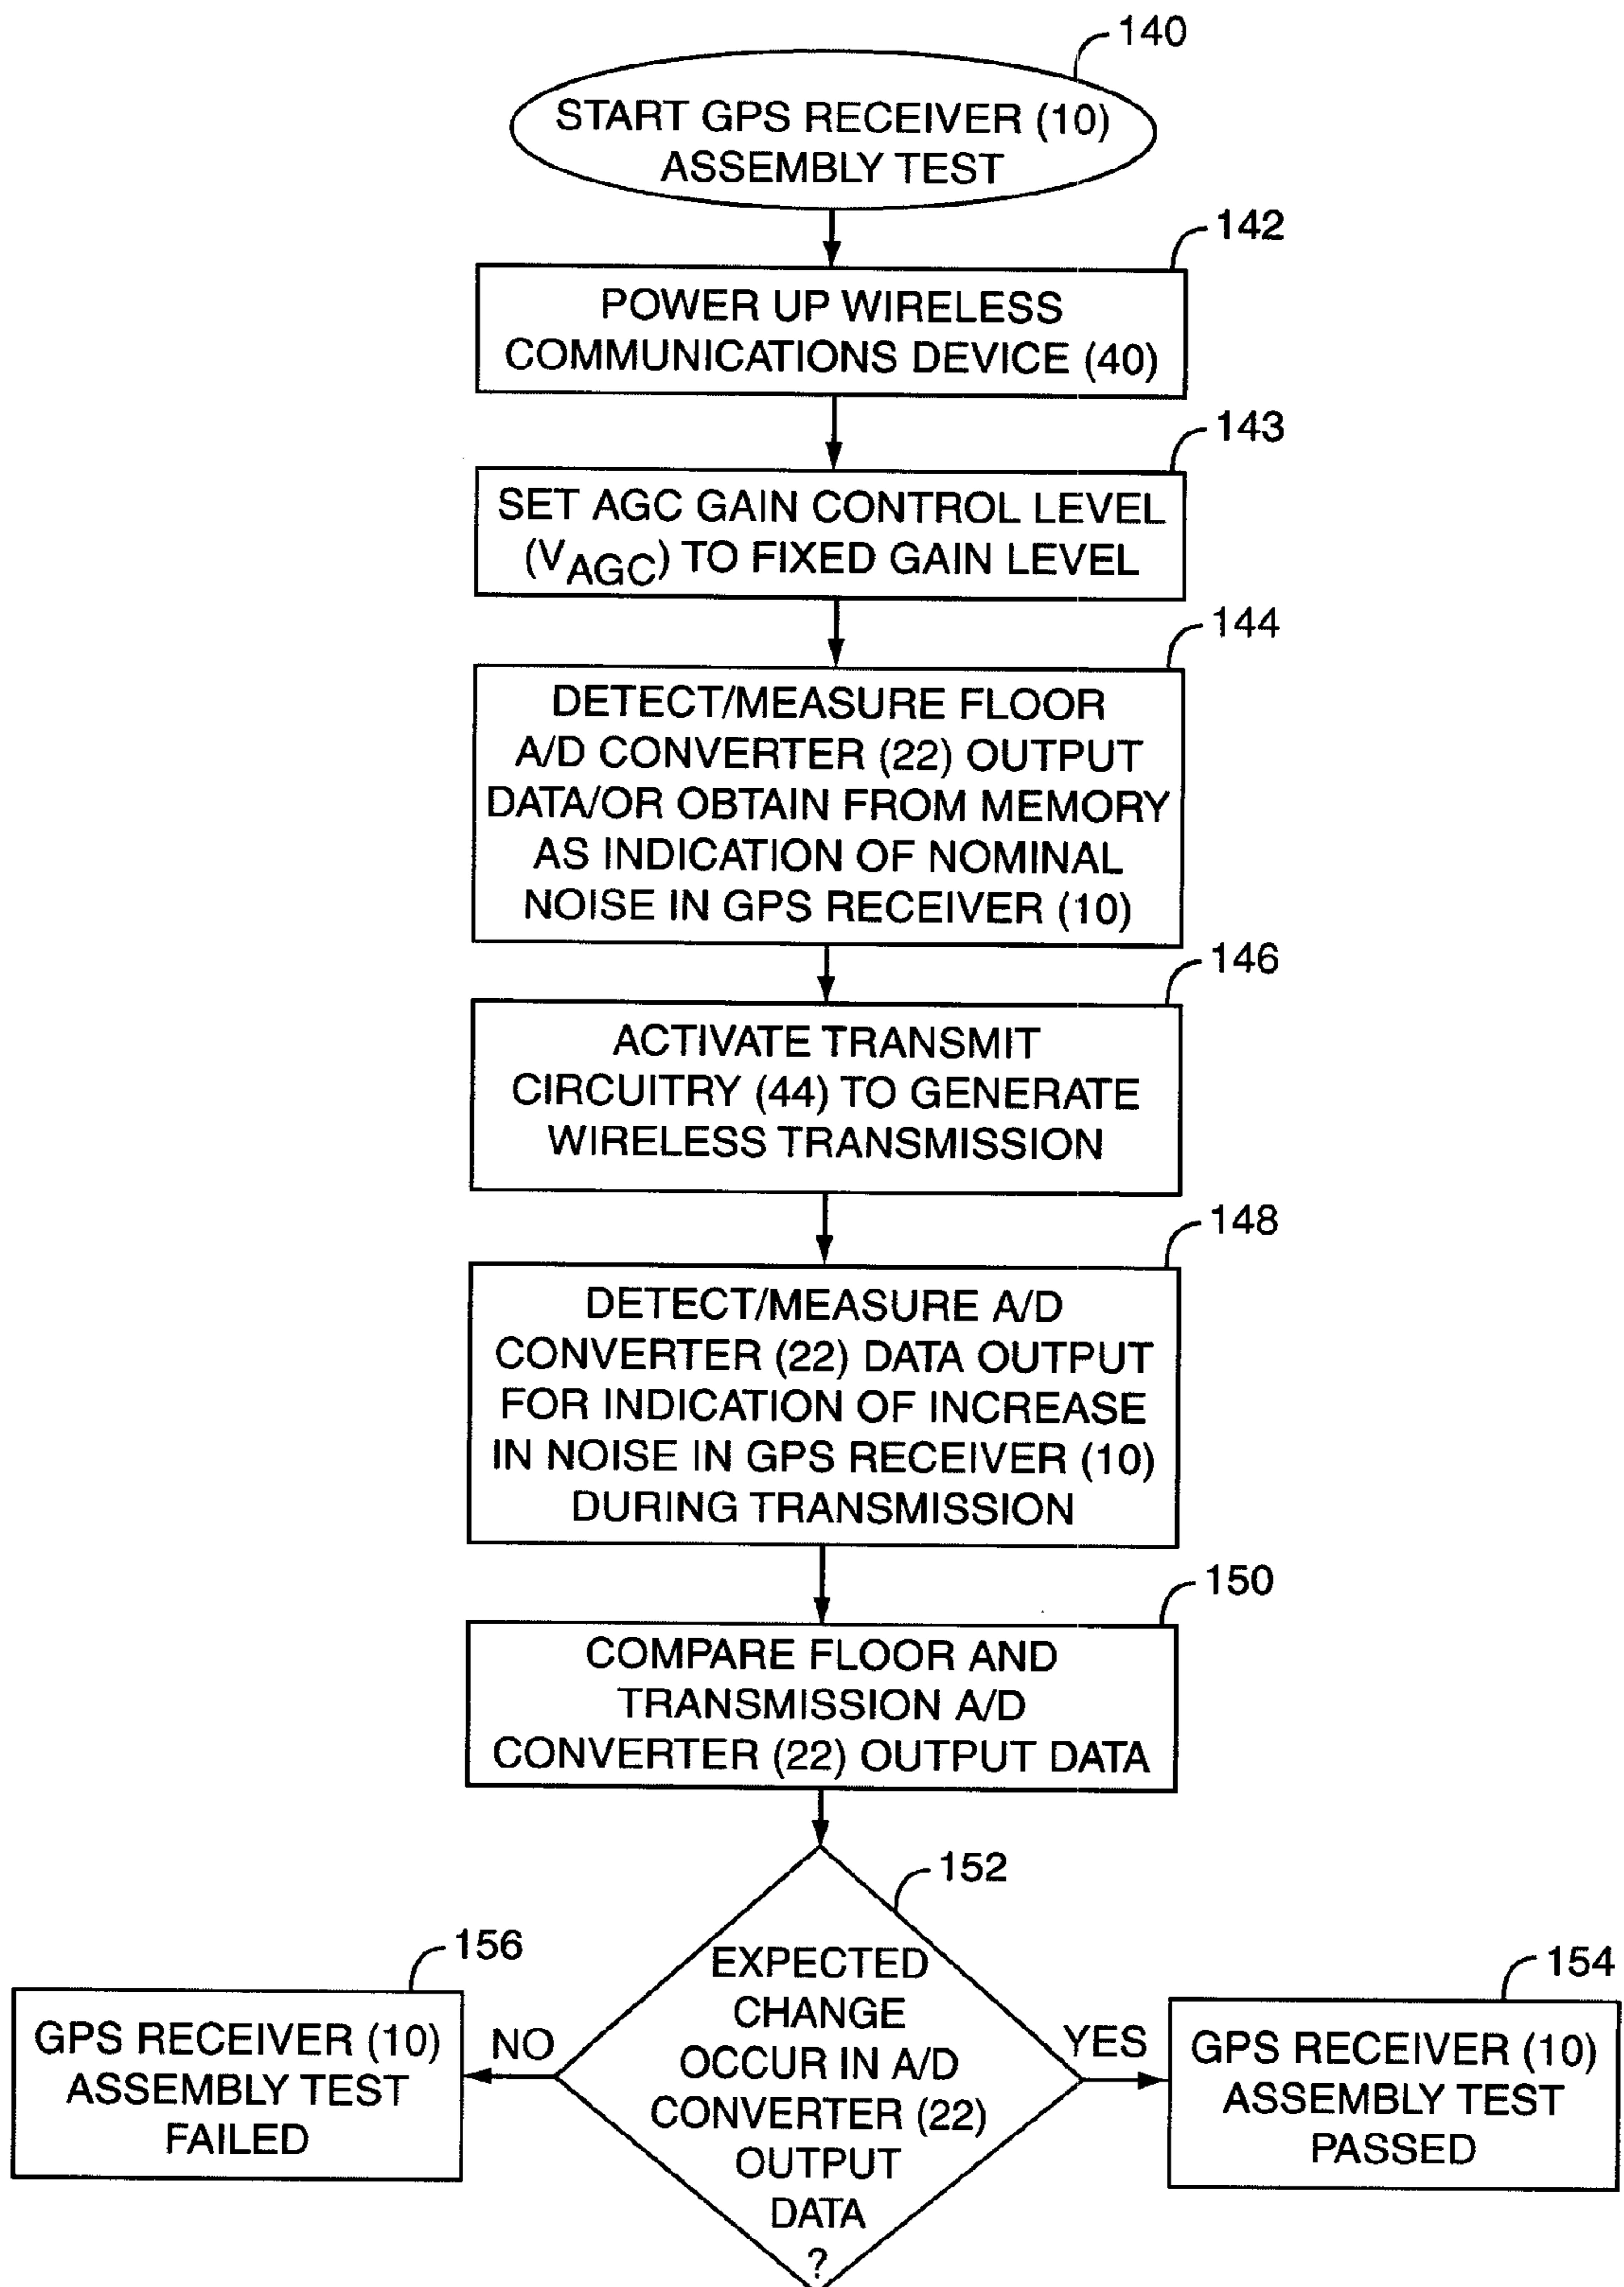 140
START GPS RECEIVER (10)
ASSEMBLY TEST
142
POWER UP WIRELESS
COMMUNICATIONS DEVICE (40)
143
SET AGC GAIN CONTROL LEVEL
(VAGC) TO FIXED GAIN LEVEL
144
DETECT/MEASURE FLOOR
A/D CONVERTER (22) OUTPUT
DATA/OR OBTAIN FROM MEMORY
AS INDICATION OF NOMINAL
NOISE IN GPS RECEIVER (10)
146
ACTIVATE TRANSMIT
CIRCUITRY (44) TO GENERATE
WIRELESS TRANSMISSION
148
DETECT/MEASURE A/D
CONVERTER (22) DATA OUTPUT
FOR INDICATION OF INCREASE
IN NOISE IN GPS RECEIVER (10)
DURING TRANSMISSION
150
COMPARE FLOOR AND
TRANSMISSION A/D
CONVERTER (22) OUTPUT DATA
152
EXPECTED
CHANGE
OCCUR IN A/D
CONVERTER (22)
OUTPUT
DATA
?
NO
156
GPS RECEIVER (10)
ASSEMBLY TEST
FAILED
YES
154
GPS RECEIVER (10)
ASSEMBLY TEST
PASSED